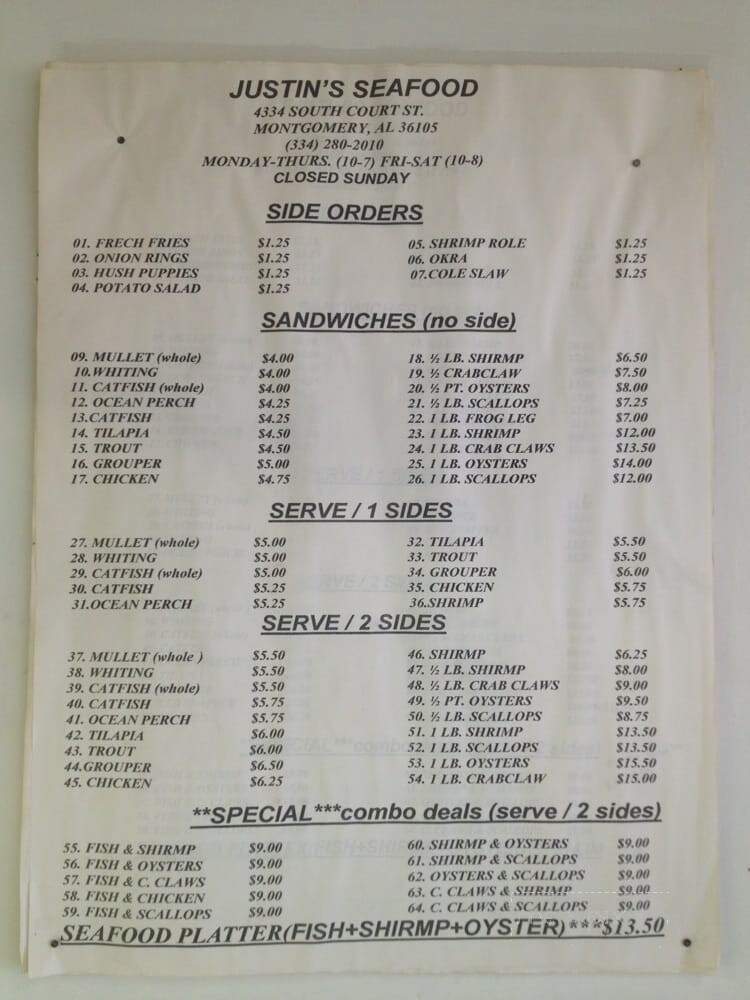 JUSTIN'S SEAFOOD
4334 SOUTH COURT ST.
MONTGOMERY, AL 36105
(334) 280-2010
MONDAY-THURS. (10-7) FRI-SAT (10-8)
CLOSED SUNDAY
SIDE ORDERS
01. FRECH FRIES $1.25 05. SHRIMP ROLE $1.25
02. ONION RINGS $1.25 06. OKRA $1.25
03. HUSH PUPPIES $1.25 07.COLE SLAW $1.25
04. POTATO SALAD $1.25
SANDWICHES (no side)
09. MULLET (whole) $4.00 18. ½ LB. SHIRMP $6.50
10.WHITING $4.00 19. ½ CRABCLAW $7.50
11. CATFISH (whole) $4.00 20. ½ PT. OYSTERS $8.00
12. OCEAN PERCH $4.25 21. ½ LB. SCALLOPS $7.25
13.CATFISH $4.25 22. 1 LB. FROG LEG $7.00
14. TILAPIA $4.50 23. 1 LB. SHRIMP $12.00
15. TROUT $4.50 24. 1 LB. CRAB CLAWS $13.50
16. GROUPER $5.00 25. 1 LB. OYSTERS $14.00
17. CHICKEN $4.75 26. 1 LB. SCALLOPS $12.00
SERVE / 1 SIDES
27. MULLET (whole) $5.00 32. TILAPIA $5.50
28. WHITING $5.00 33. TROUT $5.50
29. CATFISH (whole) $5.00 34. GROUPER $6.00
30. CATFISH $5.25 35. CHICKEN $5.75
31.OCEAN PERCH $5.25 36.SHRIMP $5.75
SERVE / 2 SIDES
37. MULLET (whole ) $5.50 46. SHIRMP $6.25
38. WHITING $5.50 47. ½ LB. SHIRMP $8.00
39. CATFISH (whole) $5.50 48. ½ LB. CRAB CLAWS $9.00
40. CATFISH $5.75 49. ½ PT. OYSTERS $9.50
41. OCEAN PERCH $5.75 50. ½ LB. SCALLOPS $8.75
42. TILAPIA $6.00 51. 1 LB. SHRIMP $13.50
43. TROUT $6.00 52. 1 LB. SCALLOPS $13.50
44.GROUPER $6.50 53. 1 LB. OYSTERS $15.50
45. CHICKEN $6.25 54. 1 LB. CRABCLAW $15.00
**SPECIAL***combo deals (serve / 2 sides)
55. FISH & SHIRMP $9.00 60. SHIRMP & OYSTERS $9.00
56. FISH & OYSTERS $9.00 61. SHIRMP & SCALLOPS $9.00
57. FISH & C. CLAWS $9.00 62. OYSTERS & SCALLOPS $9.00
58. FISH & CHICKEN $9.00 63. C. CLAWS & SHRIMP $9.00
59. FISH & SCALLOPS $9.00 64. C. CLAWS & SCALLOPS $9.00
SEAFOOD PLATTER(FISH+SHIRMP+OYSTER)***$13.50